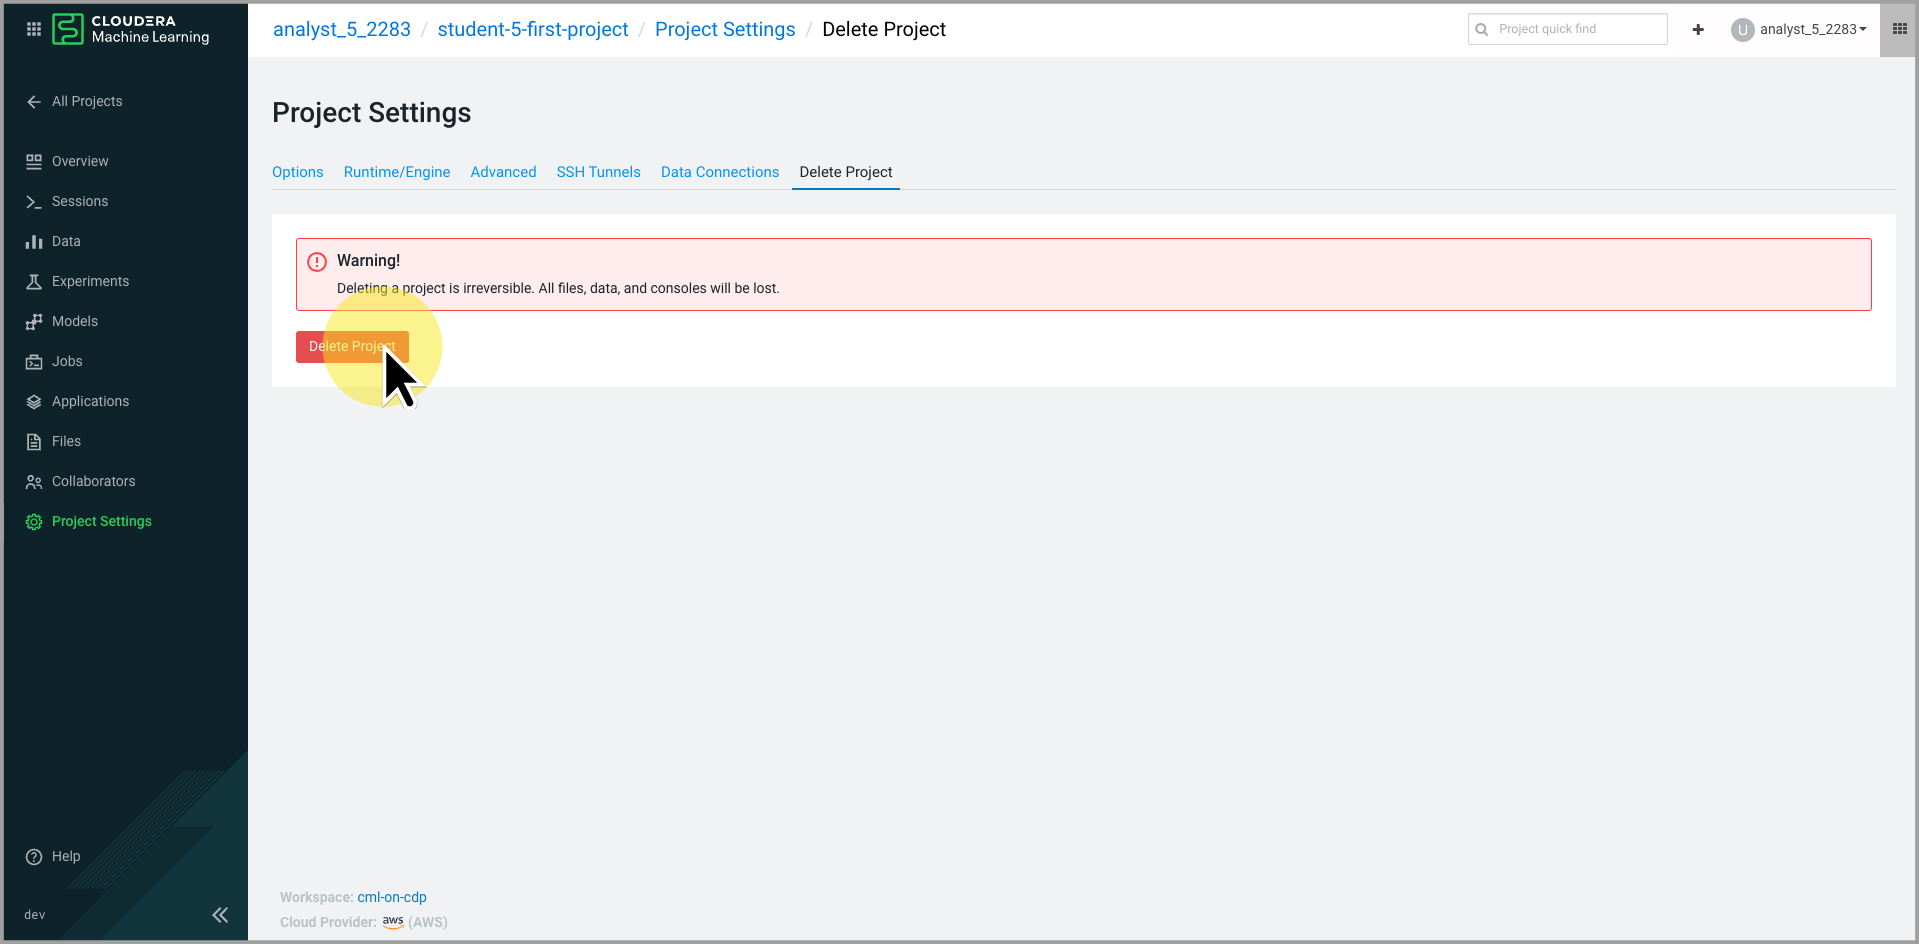 CLOUDERA
Machine Learning
analyst_5_2283 / student-5-first-project / Project Settings / Delete Project
Project quick find
U analyst_5_2283
All Projects
Overview
Sessions
Data
Experiments
Models
Jobs
Applications
Files
Collaborators
Project Settings
Help
dev
Project Settings
Options Runtime/Engine Advanced SSH Tunnels Data Connections Delete Project
Warning!
Deleting a project is irreversible. All files, data, and consoles will be lost.
Delete Project
Workspace: cml-on-cdp
Cloud Provider: aws (AWS)